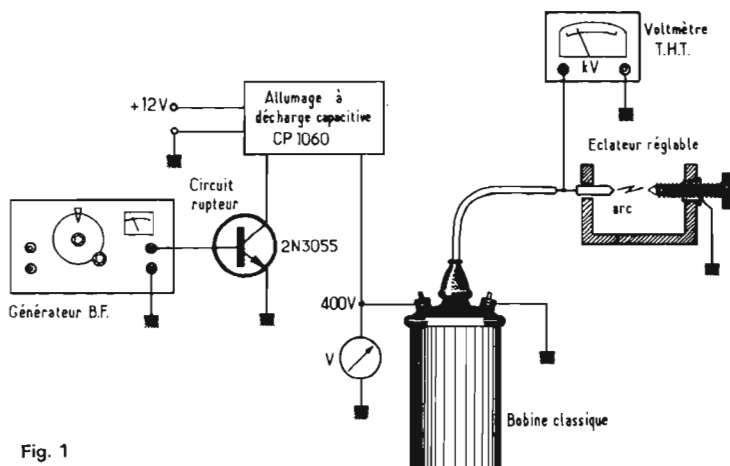 Voltmètre
T.H.T.
kV
+12V
Allumage à
décharge capacitive
CP 1060
Eclateur réglable
arc
Circuit
rupteur
2N3055
Générateur B.F.
400V
V
Bobine classique
Fig. 1